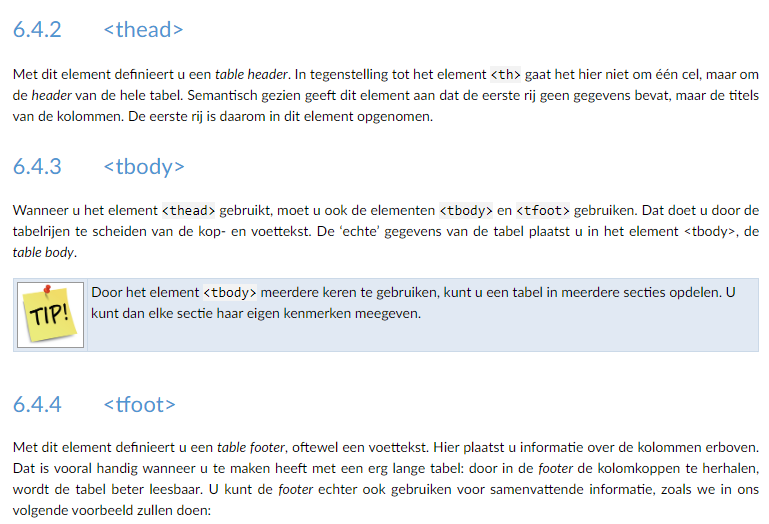 6.4.2 <thead>
Met dit element definieert u een table header. In tegenstelling tot het element <th> gaat het hier niet om één cel, maar om
de header van de hele tabel. Semantisch gezien geeft dit element aan dat de eerste rij geen gegevens bevat, maar de titels
van de kolommen. De eerste rij is daarom in dit element opgenomen.
6.4.3 <tbody>
Wanneer u het element <thead> gebruikt, moet u ook de elementen <tbody> en <tfoot> gebruiken. Dat doet u door de
tabelrijen te scheiden van de kop- en voettekst. De ‘echte’ gegevens van de tabel plaatst u in het element <tbody>, de
table body.
TIP!
Door het element <tbody> meerdere keren te gebruiken, kunt u een tabel in meerdere secties opdelen. U
kunt dan elke sectie haar eigen kenmerken meegeven.
6.4.4 <tfoot>
Met dit element definieert u een table footer, oftewel een voettekst. Hier plaatst u informatie over de kolommen erboven.
Dat is vooral handig wanneer u te maken heeft met een erg lange tabel: door in de footer de kolomkoppen te herhalen,
wordt de tabel beter leesbaar. U kunt de footer echter ook gebruiken voor samenvattende informatie, zoals we in ons
volgende voorbeeld zullen doen: